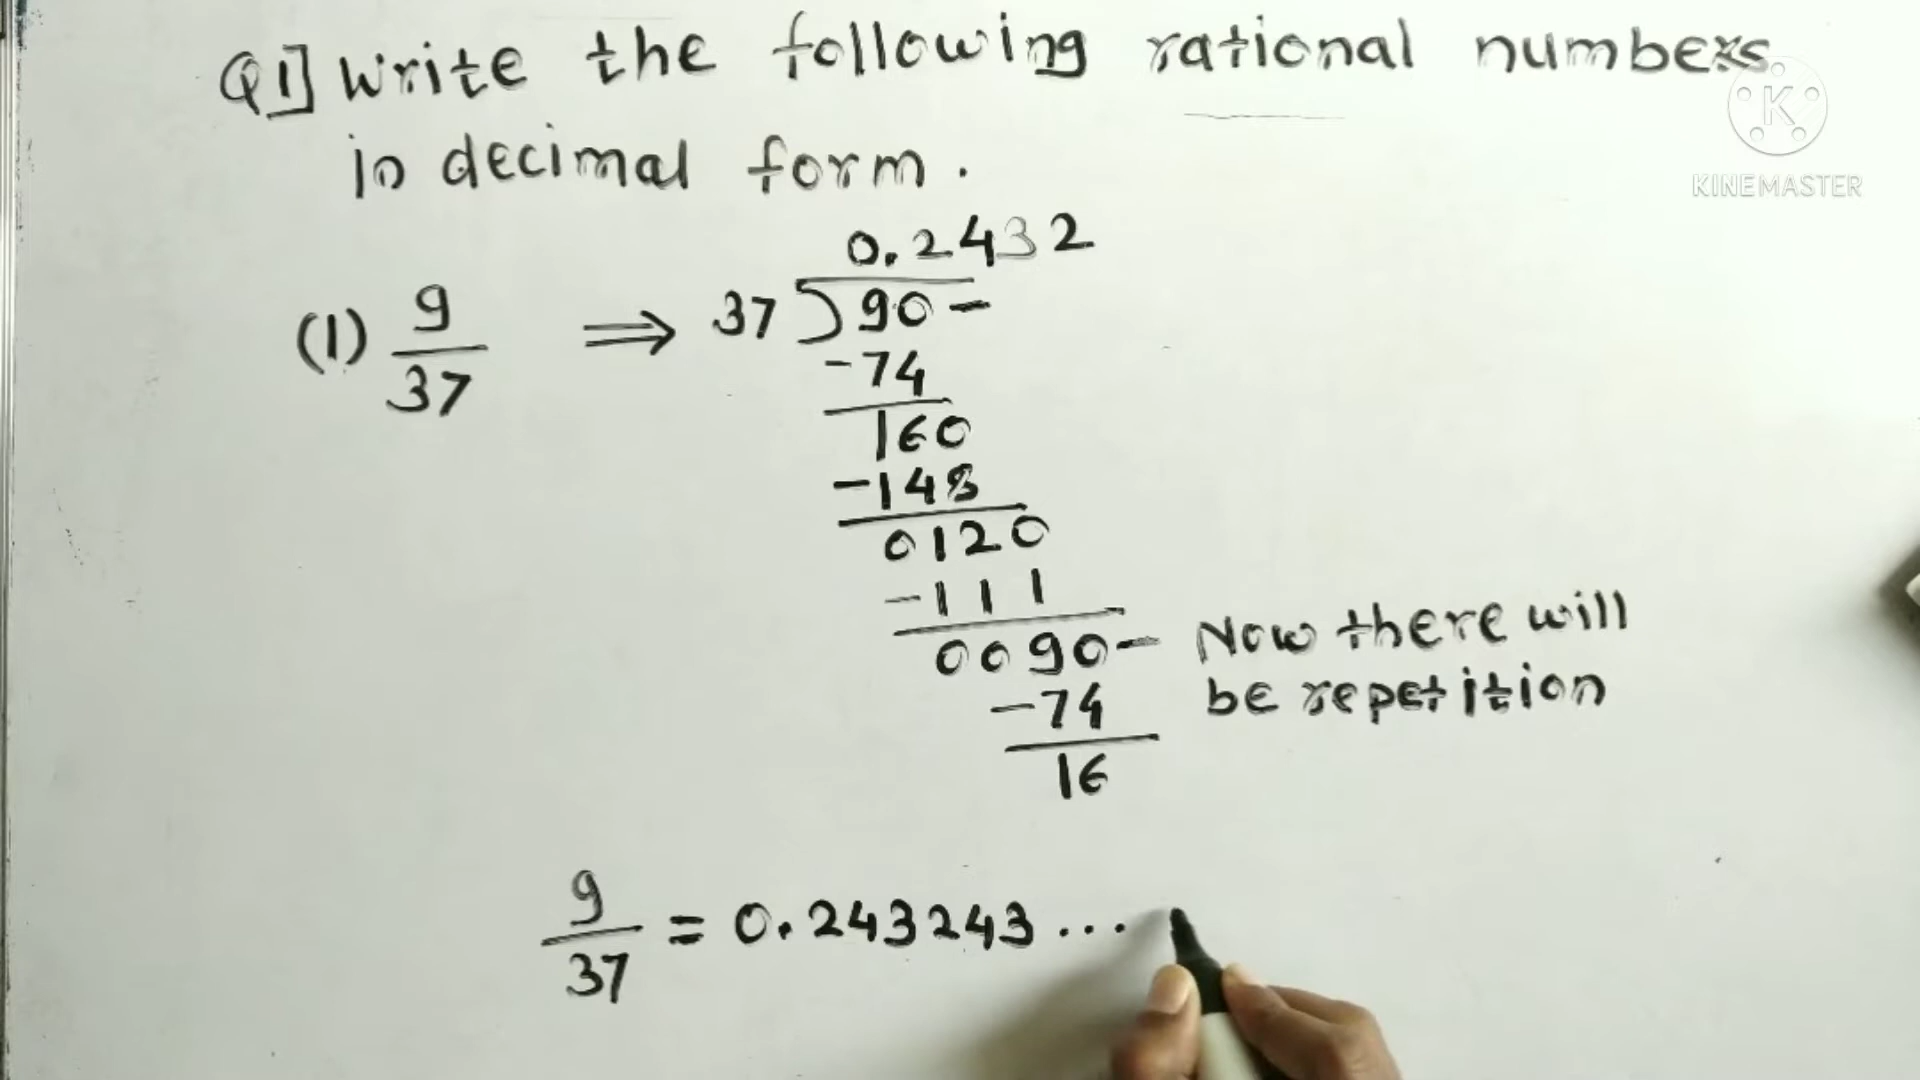 Q1] Write the following rational numbers
in decimal form.
0.2432
(1) 9/37 ⇒ 37 ) 90 -
-74
160
-148
0120
-111
0090 - Now there will
be repetition
-74
16
9/37 = 0.243243...
K
KINEMASTER